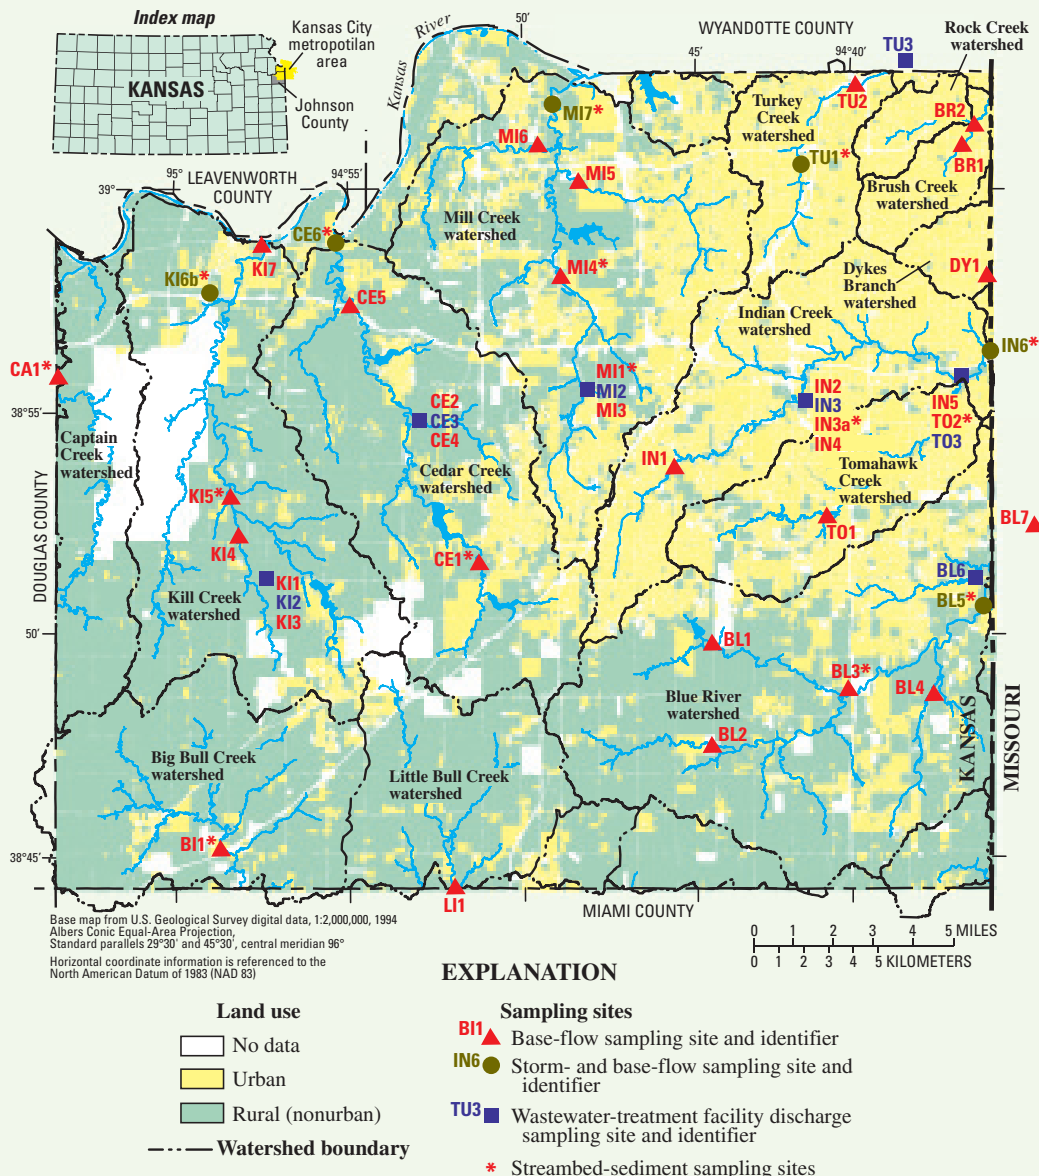 Index map
Kansas City
metropotilan
area
KANSAS
Johnson
County
River
Kansas
50'
WYANDOTTE COUNTY
45'
94°40'
TU3
Rock Creek
watershed
Turkey
Creek
watershed
TU2
BR2
BR1
MI7*
MI6
MI5
TU1*
Brush Creek
watershed
39°
95°
LEAVENWORTH
COUNTY
94°55'
Mill Creek
watershed
CE6*
KI7
KI6b*
MI4*
CE5
Dykes
Branch
watershed
DY1
Indian Creek
watershed
IN6*
CA1*
38°55'
MI1*
MI2
MI3
CE2
CE3
CE4
IN2
IN3
IN3a*
IN4
IN5
TO2*
TO3
Captain
Creek
watershed
Cedar Creek
watershed
IN1
Tomahawk
Creek
watershed
KI5*
KI4
TO1
BL7
CE1*
DOUGLAS COUNTY
Kill Creek
watershed
KI1
KI2
KI3
BL6
BL5*
50'
BL1
BL3*
BL4
Blue River
watershed
BL2
KANSAS
MISSOURI
Big Bull Creek
watershed
Little Bull Creek
watershed
BI1*
38°45'
LI1
MIAMI COUNTY
Base map from U.S. Geological Survey digital data, 1:2,000,000, 1994
Albers Conic Equal-Area Projection,
Standard parallels 29°30' and 45°30', central meridian 96°
Horizontal coordinate information is referenced to the
North American Datum of 1983 (NAD 83)
0 1 2 3 4 5 MILES
0 1 2 3 4 5 KILOMETERS
EXPLANATION
Land use
No data
Urban
Rural (nonurban)
Watershed boundary
Sampling sites
BI1 Base-flow sampling site and identifier
IN6 Storm- and base-flow sampling site and
identifier
TU3 Wastewater-treatment facility discharge
sampling site and identifier
* Streambed-sediment sampling sites